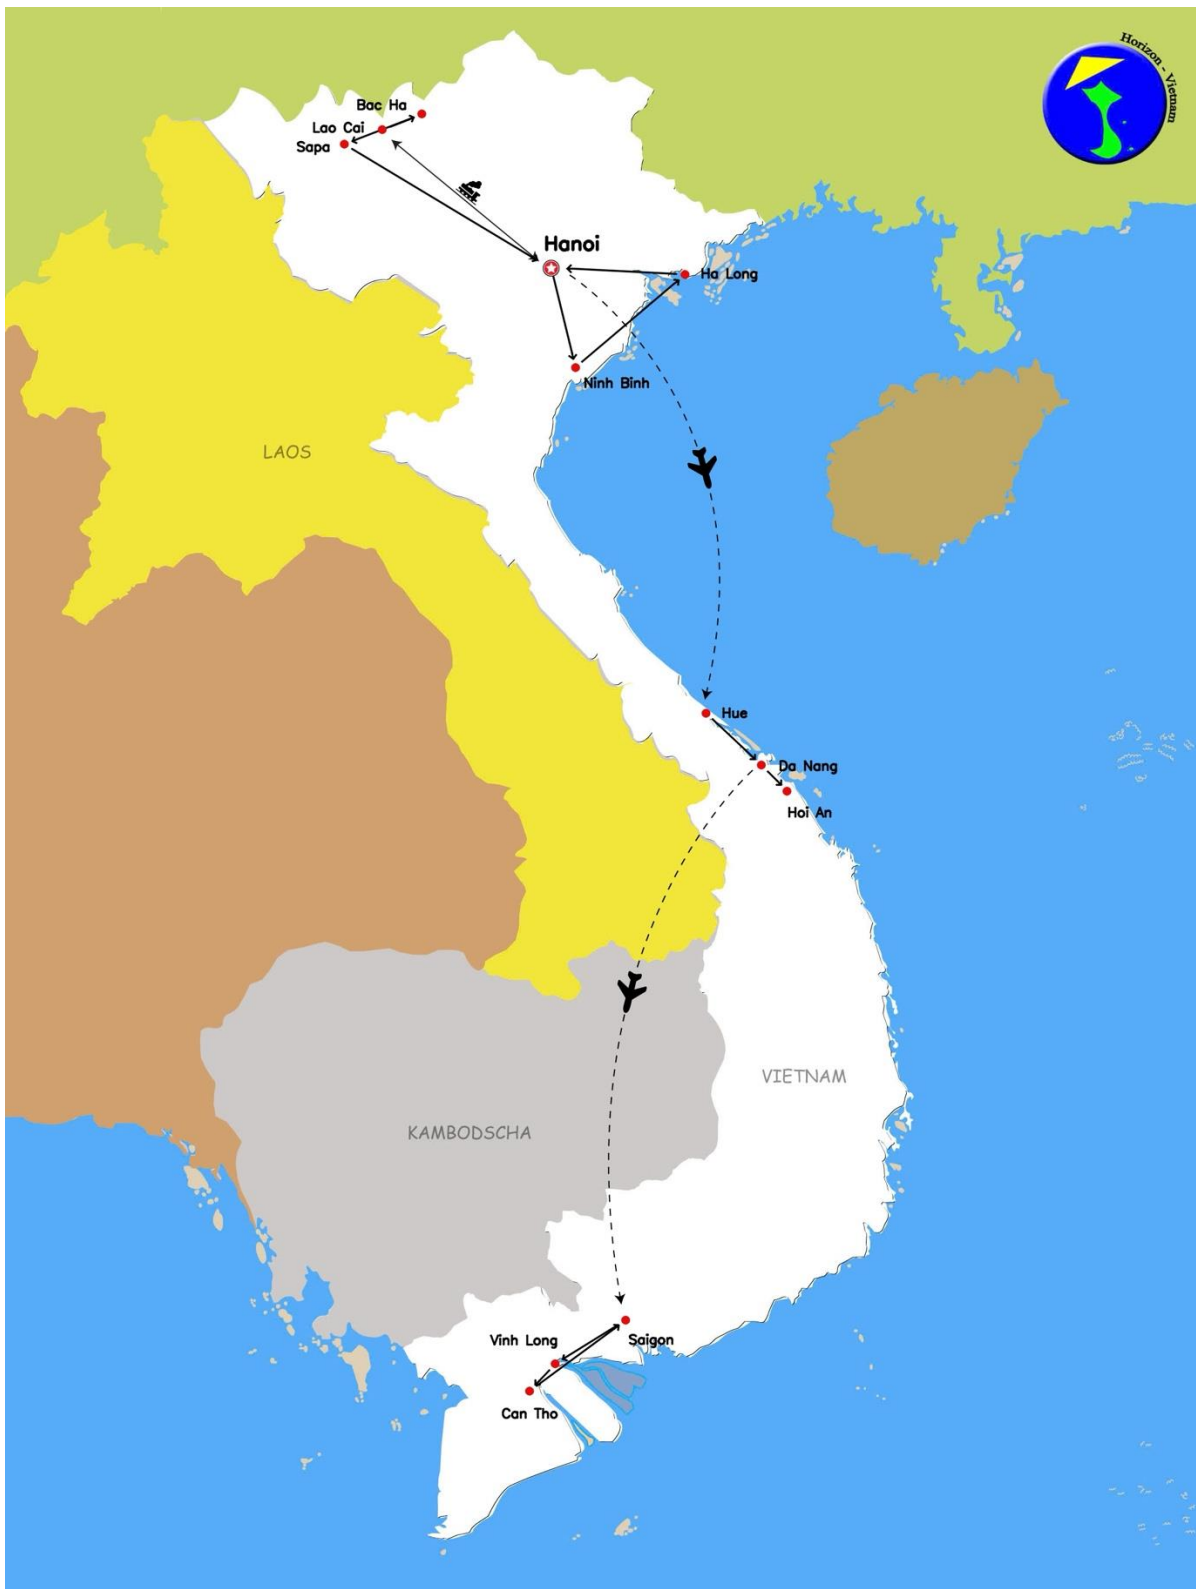 Horizon - Vietnam
Bac Ha
Lao Cai
Sapa
Hanoi
Ha Long
Ninh Binh
LAOS
Hue
Da Nang
Hoi An
VIETNAM
KAMBODSCHA
Vinh Long
Saigon
Can Tho